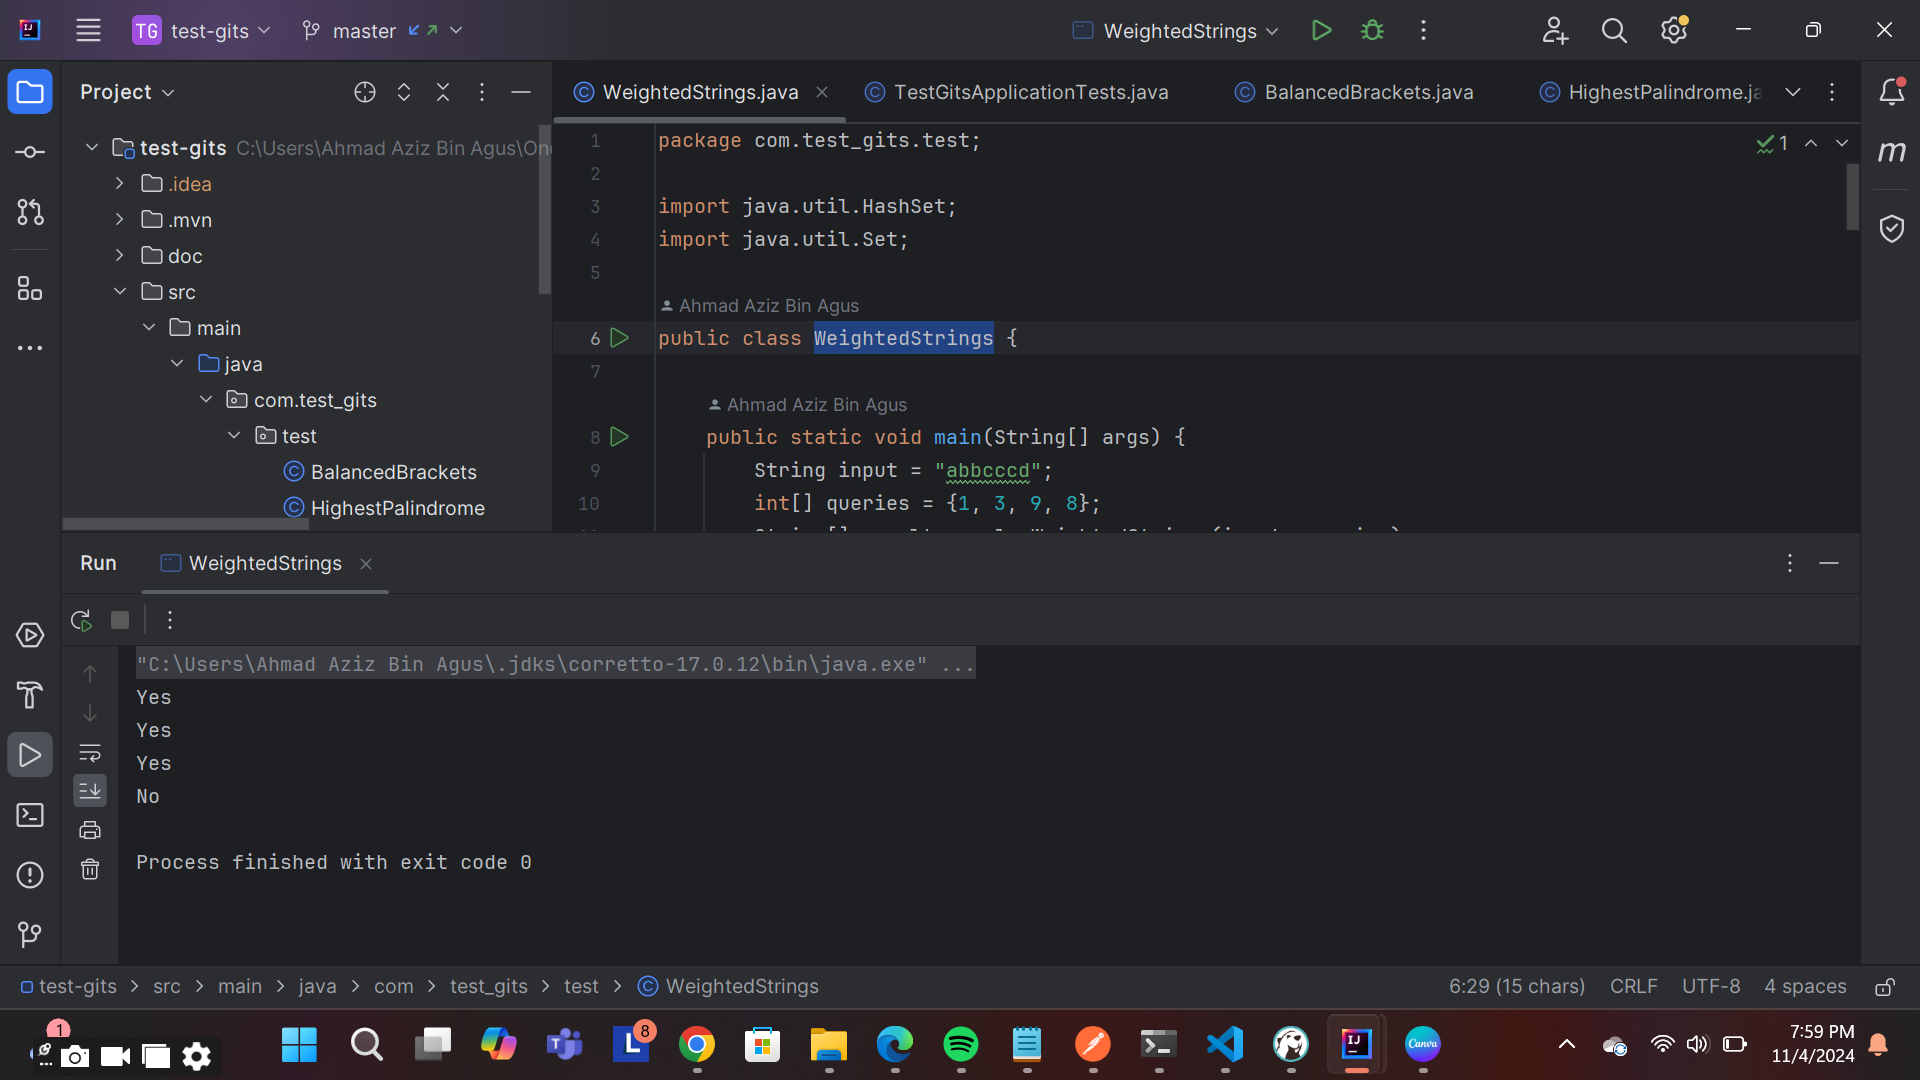 TG test-gits master WeightedStrings
Project
WeightedStrings.java TestGitsApplicationTests.java BalancedBrackets.java HighestPalindrome.ja
test-gits C:\Users\Ahmad Aziz Bin Agus\On
.idea
.mvn
doc
src
main
java
com.test_gits
test
BalancedBrackets
HighestPalindrome
1 package com.test_gits.test; 1
2
3 import java.util.HashSet;
4 import java.util.Set;
5
Ahmad Aziz Bin Agus
6 public class WeightedStrings {
7
Ahmad Aziz Bin Agus
8 public static void main(String[] args) {
9 String input = "abbcccd";
10 int[] queries = {1, 3, 9, 8};
Run WeightedStrings
"C:\Users\Ahmad Aziz Bin Agus\.jdks\corretto-17.0.12\bin\java.exe" ...
Yes
Yes
Yes
No
Process finished with exit code 0
test-gits > src > main > java > com > test_gits > test > WeightedStrings 6:29 (15 chars) CRLF UTF-8 4 spaces
1
8
L
Canva
7:59 PM
11/4/2024